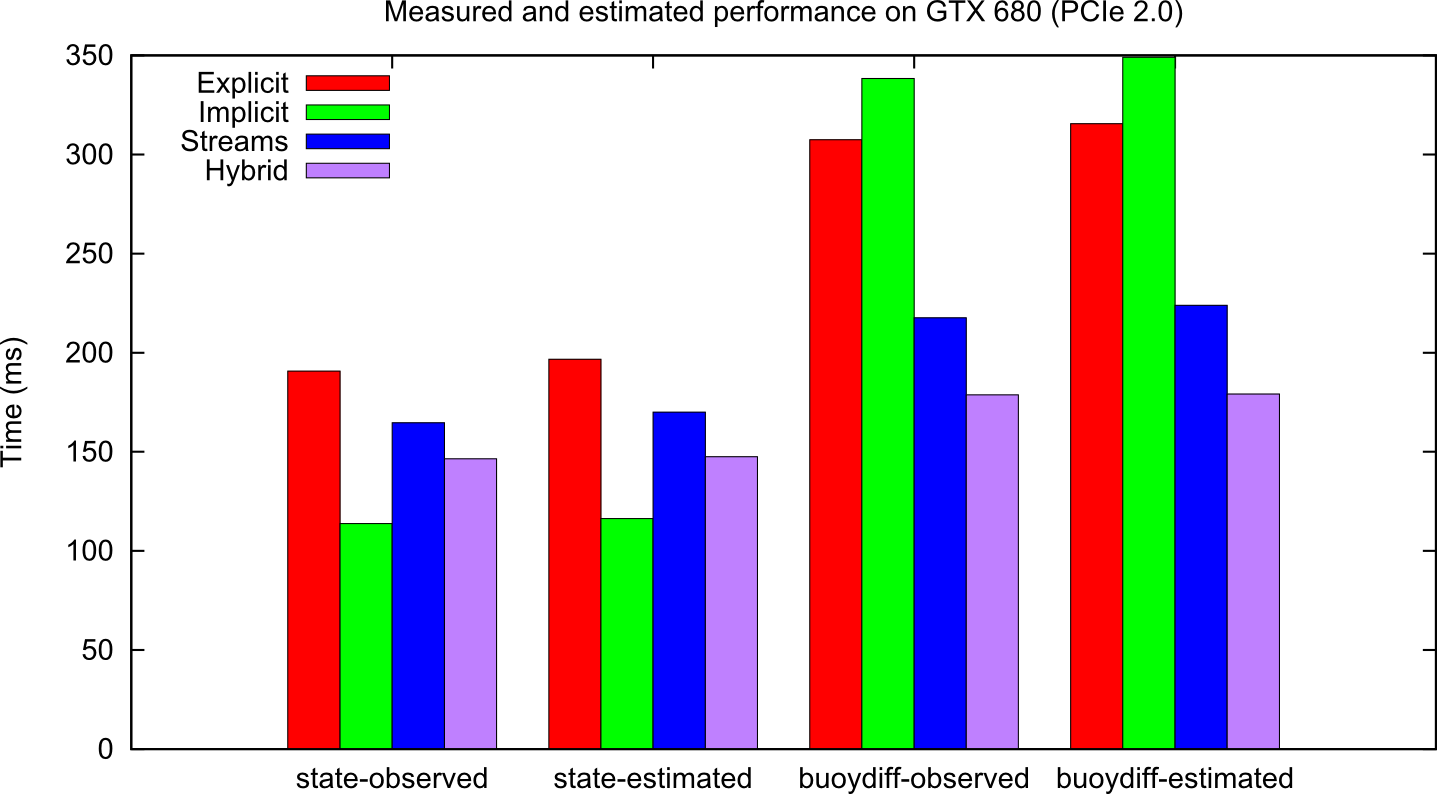 Measured and estimated performance on GTX 680 (PCIe 2.0)
350
300
250
200
150
100
50
0
Time (ms)
Explicit
Implicit
Streams
Hybrid
state-observed
state-estimated
buoydiff-observed
buoydiff-estimated